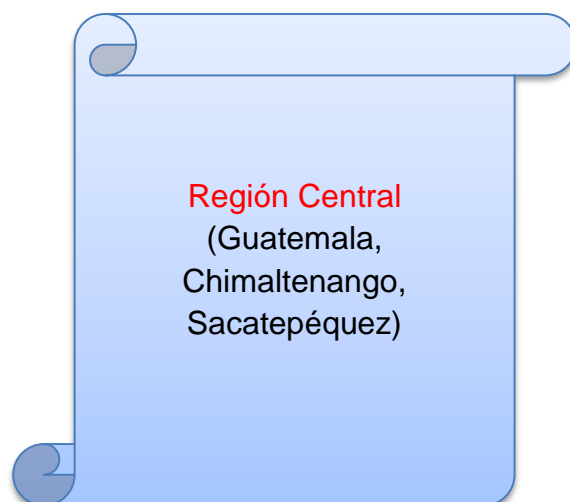 Región Central
(Guatemala,
Chimaltenango,
Sacatepéquez)